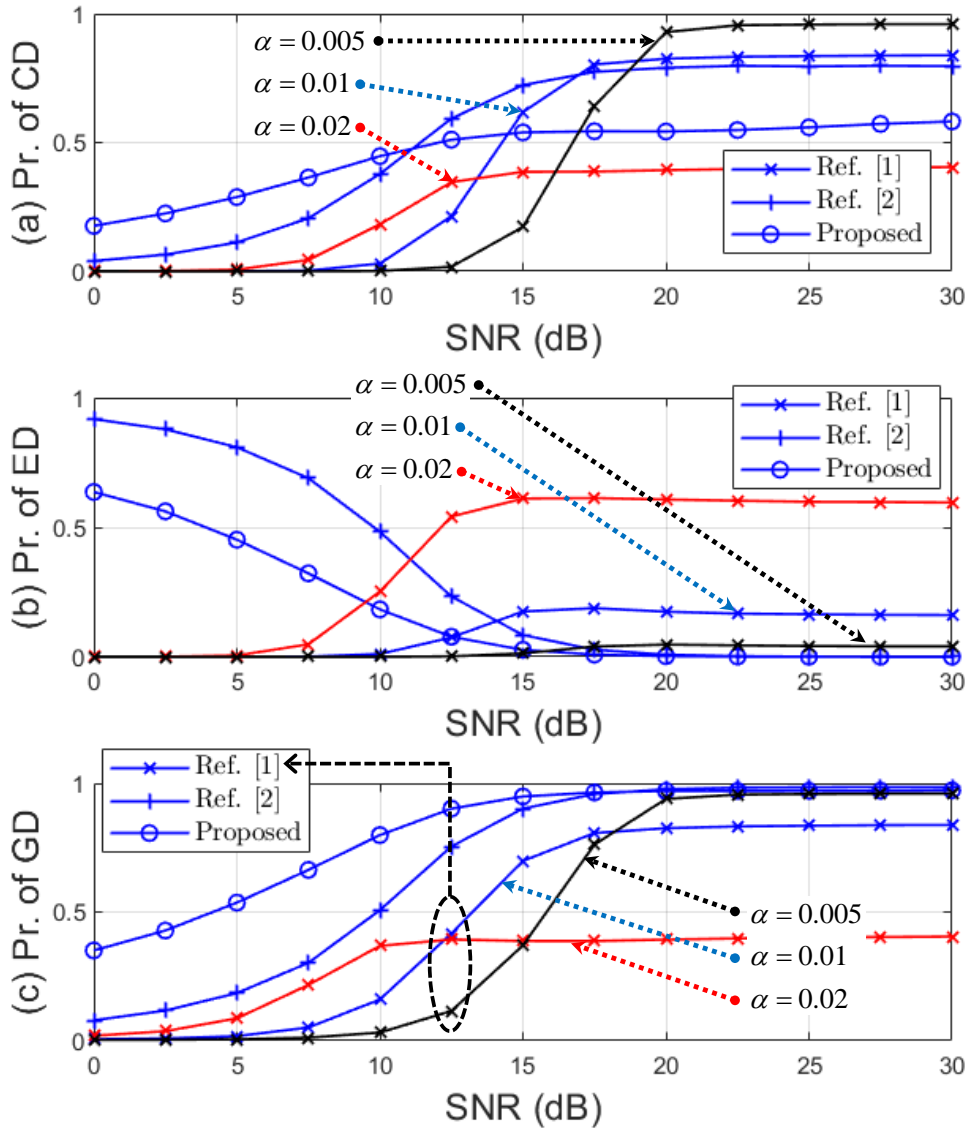 (a) Pr. of CD
1
0.5
0
α = 0.005
α = 0.01
α = 0.02
Ref. [1]
Ref. [2]
Proposed
0 5 10 15 20 25 30
SNR (dB)
(b) Pr. of ED
1
0.5
0
α = 0.005
α = 0.01
α = 0.02
Ref. [1]
Ref. [2]
Proposed
0 5 10 15 20 25 30
SNR (dB)
(c) Pr. of GD
1
0.5
0
Ref. [1]
Ref. [2]
Proposed
α = 0.005
α = 0.01
α = 0.02
0 5 10 15 20 25 30
SNR (dB)